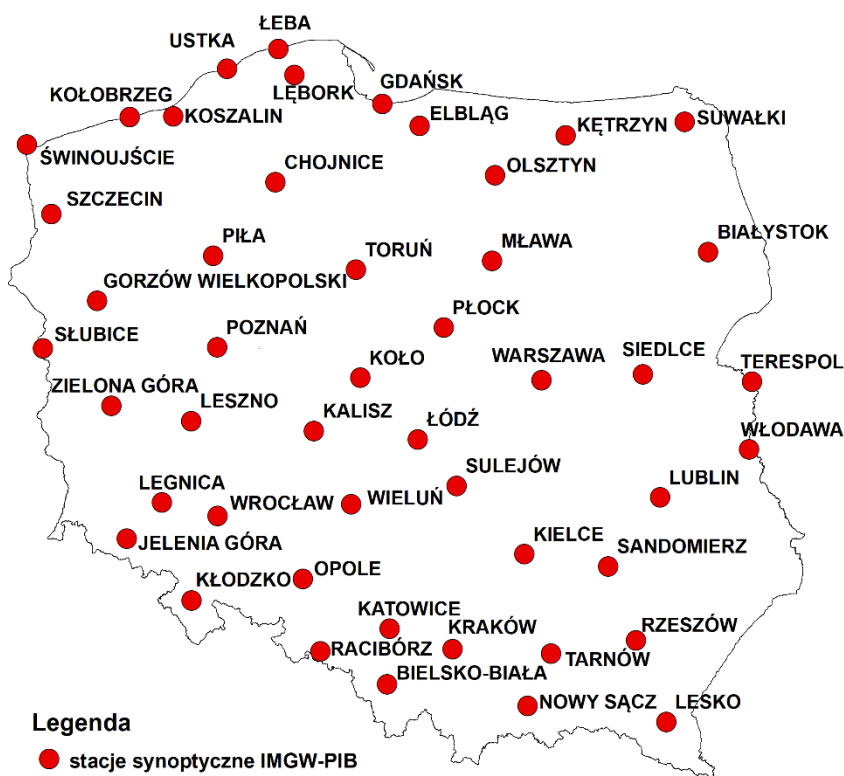 ŁEBA
USTKA
LĘBORK
GDAŃSK
KOŁOBRZEG
KOSZALIN
ELBLĄG
KĘTRZYN
SUWAŁKI
ŚWINOUJŚCIE
CHOJNICE
OLSZTYN
SZCZECIN
PIŁA
TORUŃ
MŁAWA
BIAŁYSTOK
GORZÓW WIELKOPOLSKI
PŁOCK
SŁUBICE
POZNAŃ
KOŁO
WARSZAWA
SIEDLCE
TERESPOL
ZIELONA GÓRA
LESZNO
KALISZ
ŁÓDŹ
WŁODAWA
SULEJÓW
LEGNICA
WROCŁAW
WIELUŃ
LUBLIN
JELENIA GÓRA
KIELCE
SANDOMIERZ
KŁODZKO
OPOLE
KATOWICE
KRAKÓW
RZESZÓW
RACIBÓRZ
TARNÓW
BIELSKO-BIAŁA
NOWY SĄCZ
LESKO
Legenda
stacje synoptyczne IMGW-PIB